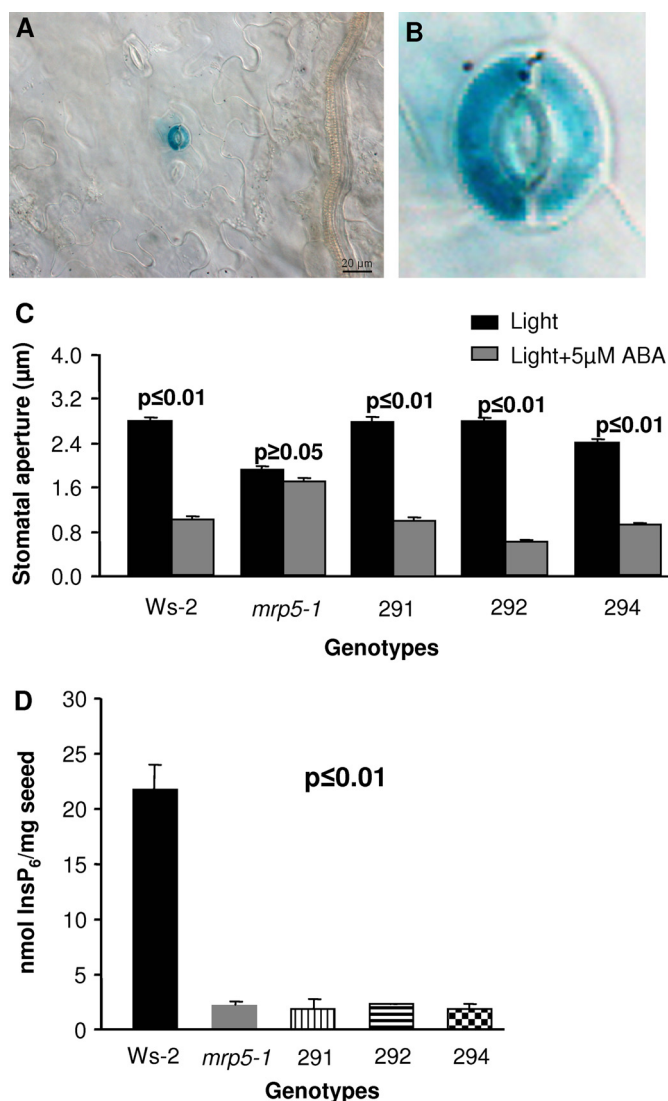 A
B
20 µm
C
Light
Light+5µM ABA
Stomatal aperture (µm)
4.0
3.2
2.4
1.6
0.8
0.0
p≤0.01
p≥0.05
p≤0.01
p≤0.01
p≤0.01
Ws-2
mrp5-1
291
292
294
Genotypes
D
nmol InsP6/mg seeed
30
25
20
15
10
5
0
p≤0.01
Ws-2
mrp5-1
291
292
294
Genotypes